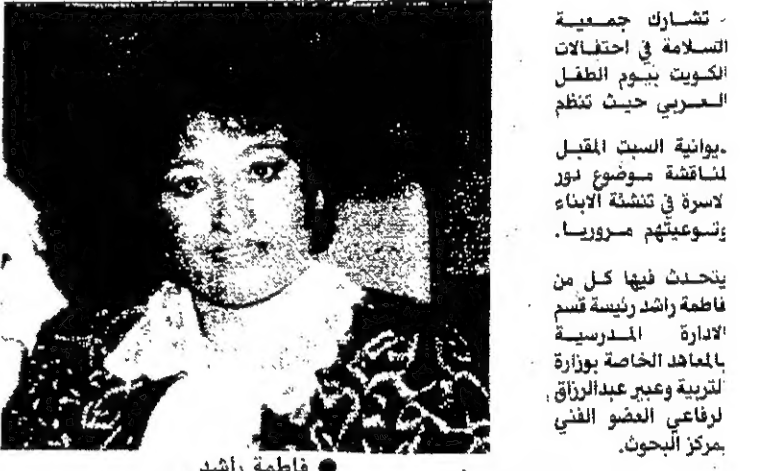 تشارك جمعية
السلامة في احتفالات
الكويت بيوم الطفل
العربي حيث تنظم
ديوانية السبت المقبل
لمناقشة موضوع دور
الاسرة في تنشئة الابناء
وتوعيتهم مروريا.
يتحدث فيها كل من
فاطمة راشد رئيسة قسم
الادارة المدرسية
بالمعاهد الخاصة بوزارة
التربية وعبير عبدالرزاق
الرفاعي العضو الفني
بمركز البحوث.
● فاطمة راشد